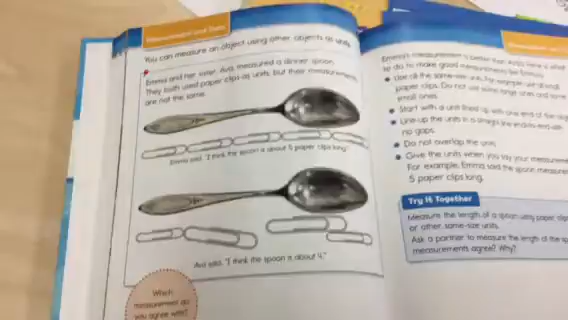 Measurement and Data
You can measure an object using other objects as units.
Emma and her sister, Ava, measured a dinner spoon.
They both used paper clips as units, but their measurements
are not the same.
Emma said, "I think the spoon is about 5 paper clips long."
Ava said, "I think the spoon is about 4."
Which
measurement do
you agree with?
Emma's measurement is better than Ava's. Here is what
to do to make good measurements like Emma's.
Use all the same-size units. For example, use all small
paper clips. Do not use some large ones and some
small ones.
Start with a unit lined up with one end of the
Line up the units in a straight line end-to-end with
no gaps.
Do not overlap the units.
Give the units when you say your measurement
For example, Emma said the spoon measures
5 paper clips long.
Try It Together
Measure the length of a spoon using paper clips
or other same-size units.
Ask a partner to measure the length of the
measurements agree? Why?